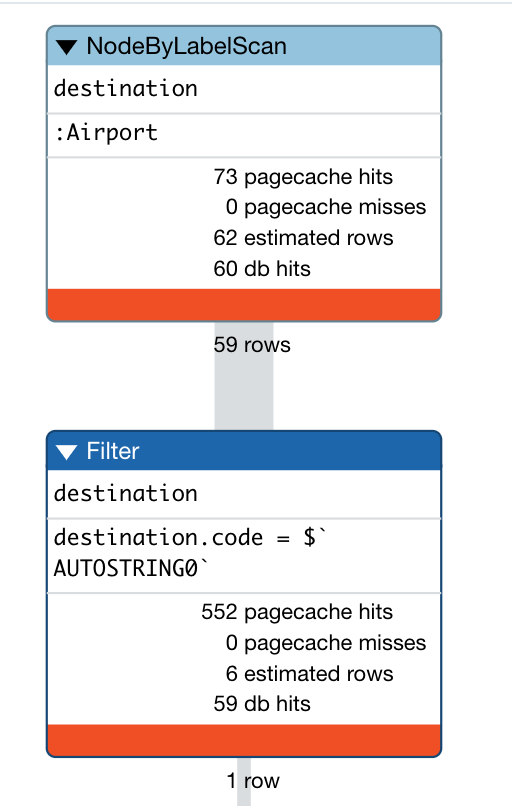 NodeByLabelScan
destination
:Airport
73 pagecache hits
0 pagecache misses
62 estimated rows
60 db hits
59 rows
Filter
destination
destination.code = $`
AUTOSTRING0`
552 pagecache hits
0 pagecache misses
6 estimated rows
59 db hits
1 row